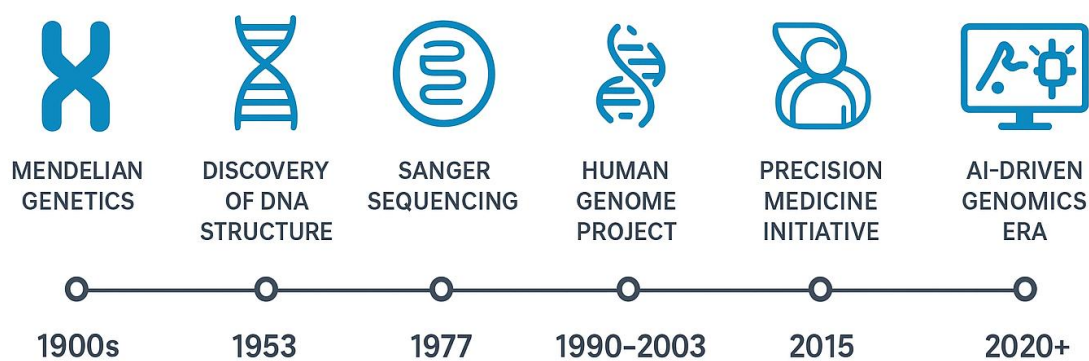 MENDELIAN
GENETICS
DISCOVERY
OF DNA
STRUCTURE
SANGER
SEQUENCING
HUMAN
GENOME
PROJECT
PRECISION
MEDICINE
INITIATIVE
AI-DRIVEN
GENOMICS
ERA
1900s
1953
1977
1990-2003
2015
2020+